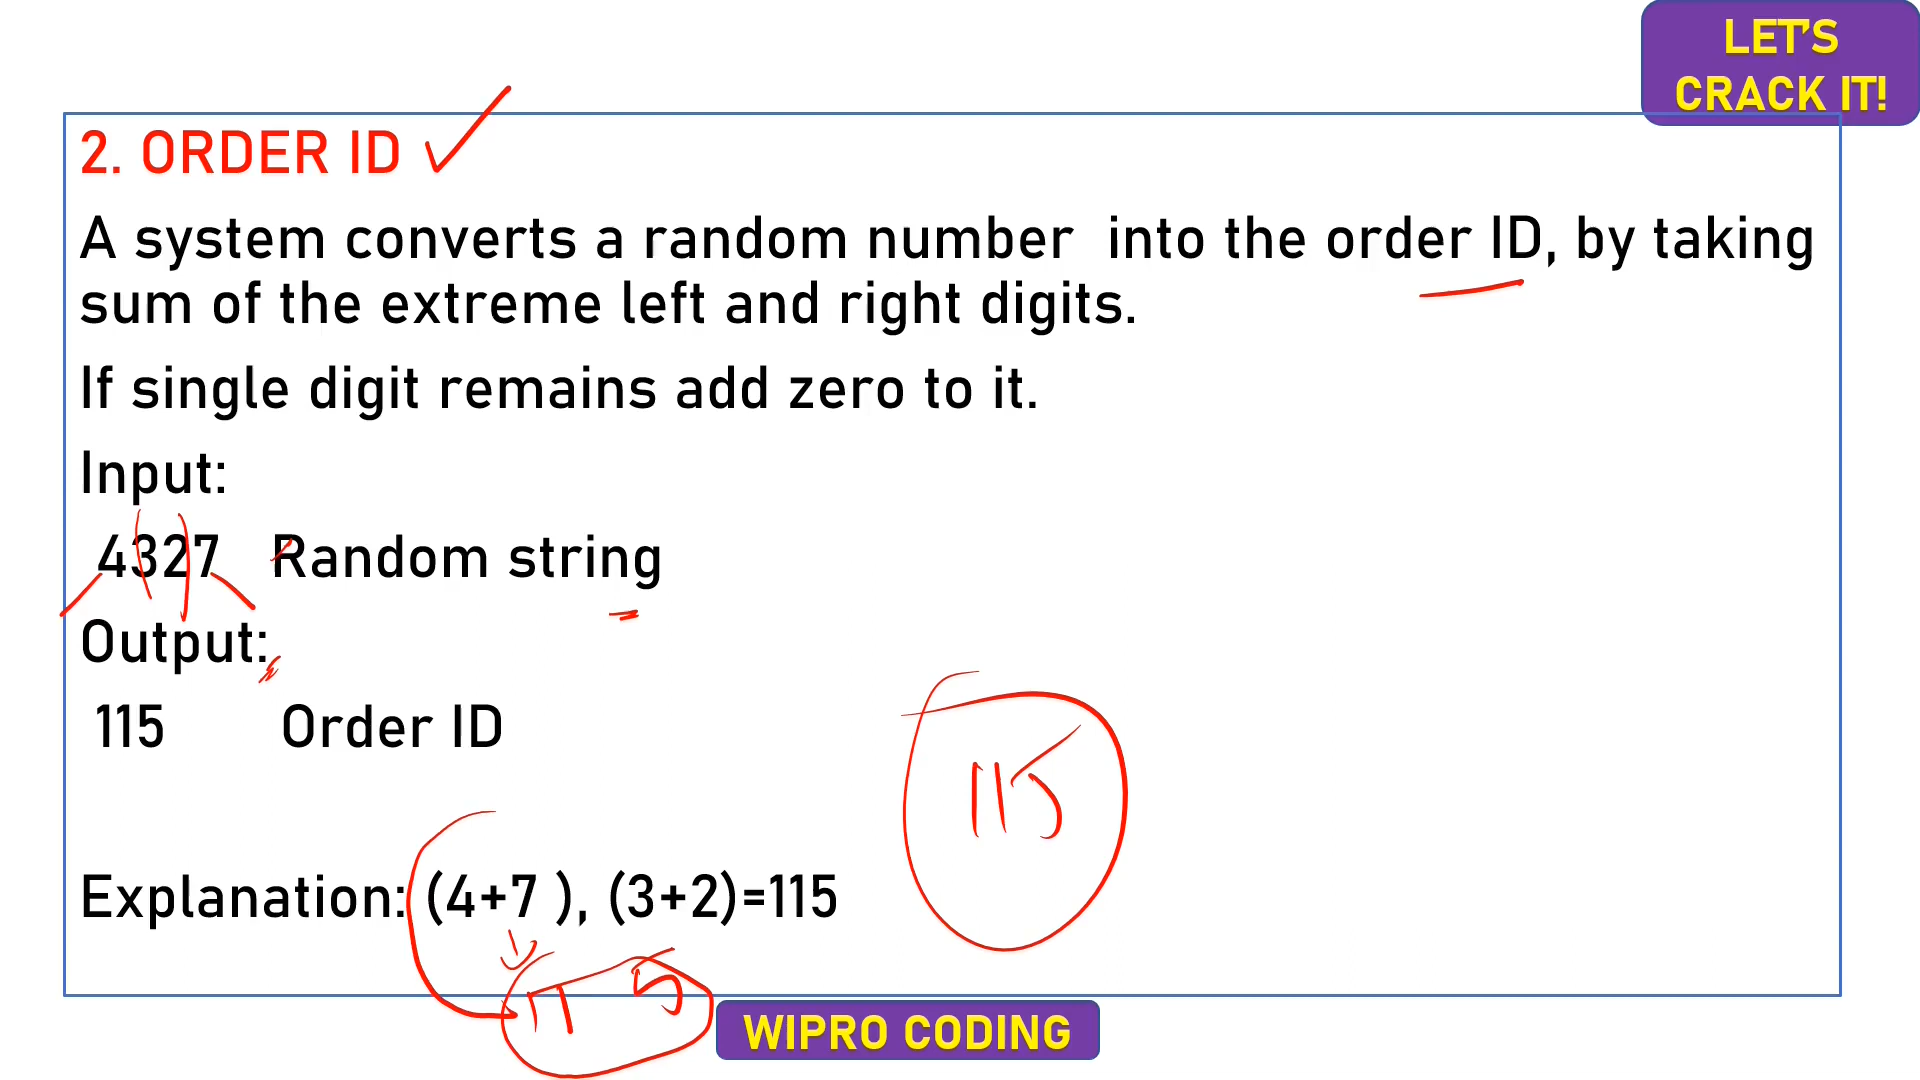 LET'S
CRACK IT!
2. ORDER ID
A system converts a random number into the order ID, by taking
sum of the extreme left and right digits.
If single digit remains add zero to it.
Input:
4327 Random string
Output:
115 Order ID
115
Explanation: (4+7 ), (3+2)=115
11 5
WIPRO CODING